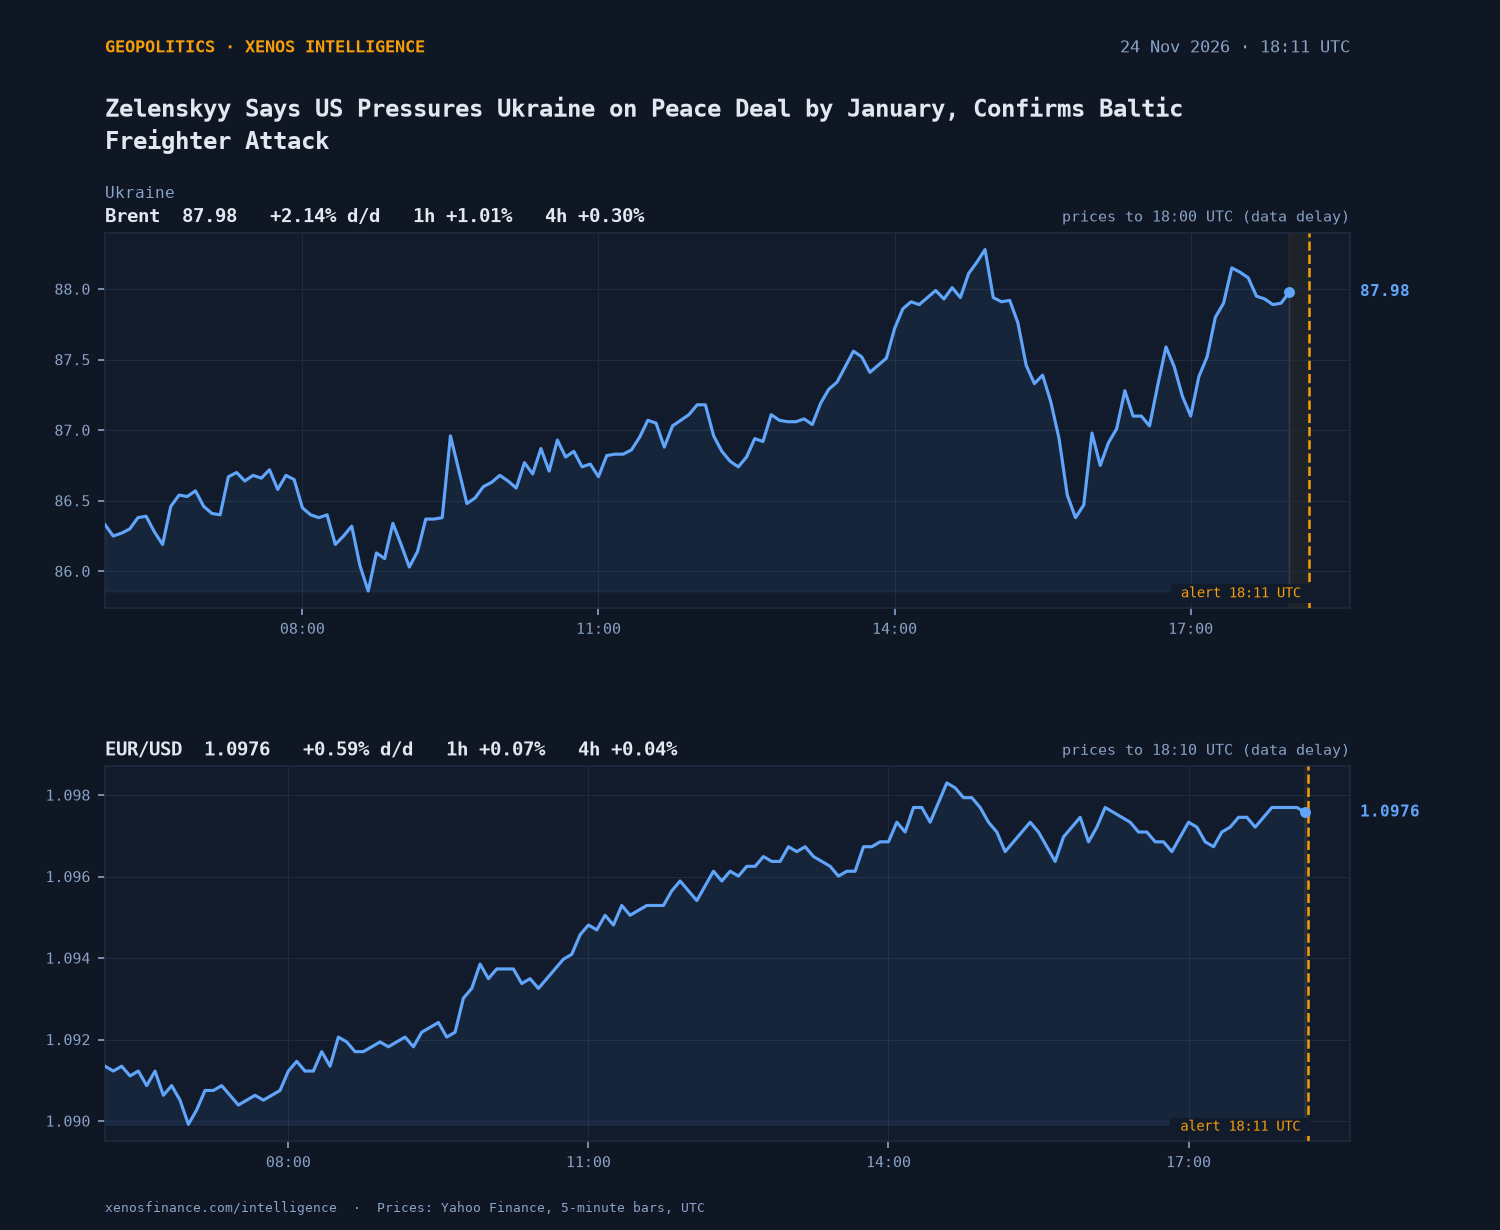 GEOPOLITICS · XENOS INTELLIGENCE
24 Nov 2026 · 18:11 UTC
Zelenskyy Says US Pressures Ukraine on Peace Deal by January, Confirms Baltic
Freighter Attack
Ukraine
Brent 87.98 +2.14% d/d 1h +1.01% 4h +0.30%
prices to 18:00 UTC (data delay)
88.0
87.98
87.5
87.0
86.5
86.0
alert 18:11 UTC
08:00 11:00 14:00 17:00
EUR/USD 1.0976 +0.59% d/d 1h +0.07% 4h +0.04%
prices to 18:10 UTC (data delay)
1.098
1.0976
1.096
1.094
1.092
1.090
alert 18:11 UTC
08:00 11:00 14:00 17:00
xenosfinance.com/intelligence · Prices: Yahoo Finance, 5-minute bars, UTC